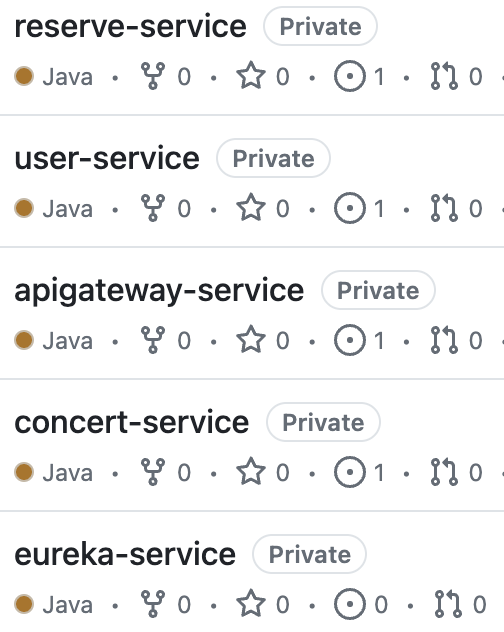 reserve-service Private
Java · 0 · 0 · 1 · 0 ·
user-service Private
Java · 0 · 0 · 1 · 0
apigateway-service Private
Java · 0 · 0 · 1 · 0 ·
concert-service Private
Java · 0 · 0 · 1 · 0 ·
eureka-service Private
Java · 0 · 0 · 0 · 0